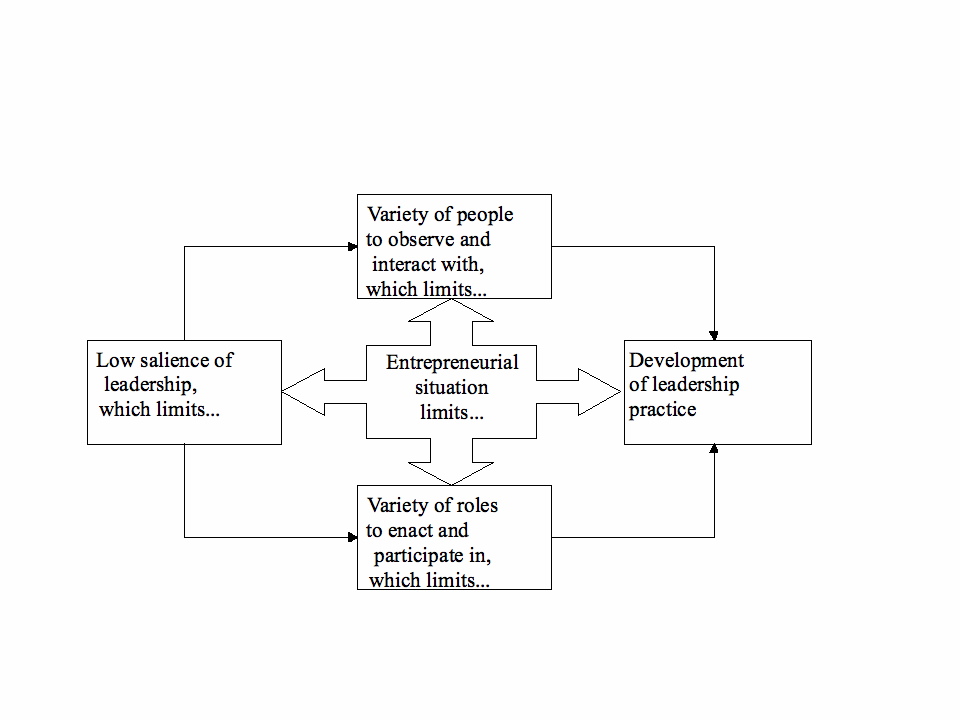 Variety of people
to observe and
interact with,
which limits...
Low salience of
leadership,
which limits...
Entrepreneurial
situation
limits...
Development
of leadership
practice
Variety of roles
to enact and
participate in,
which limits...